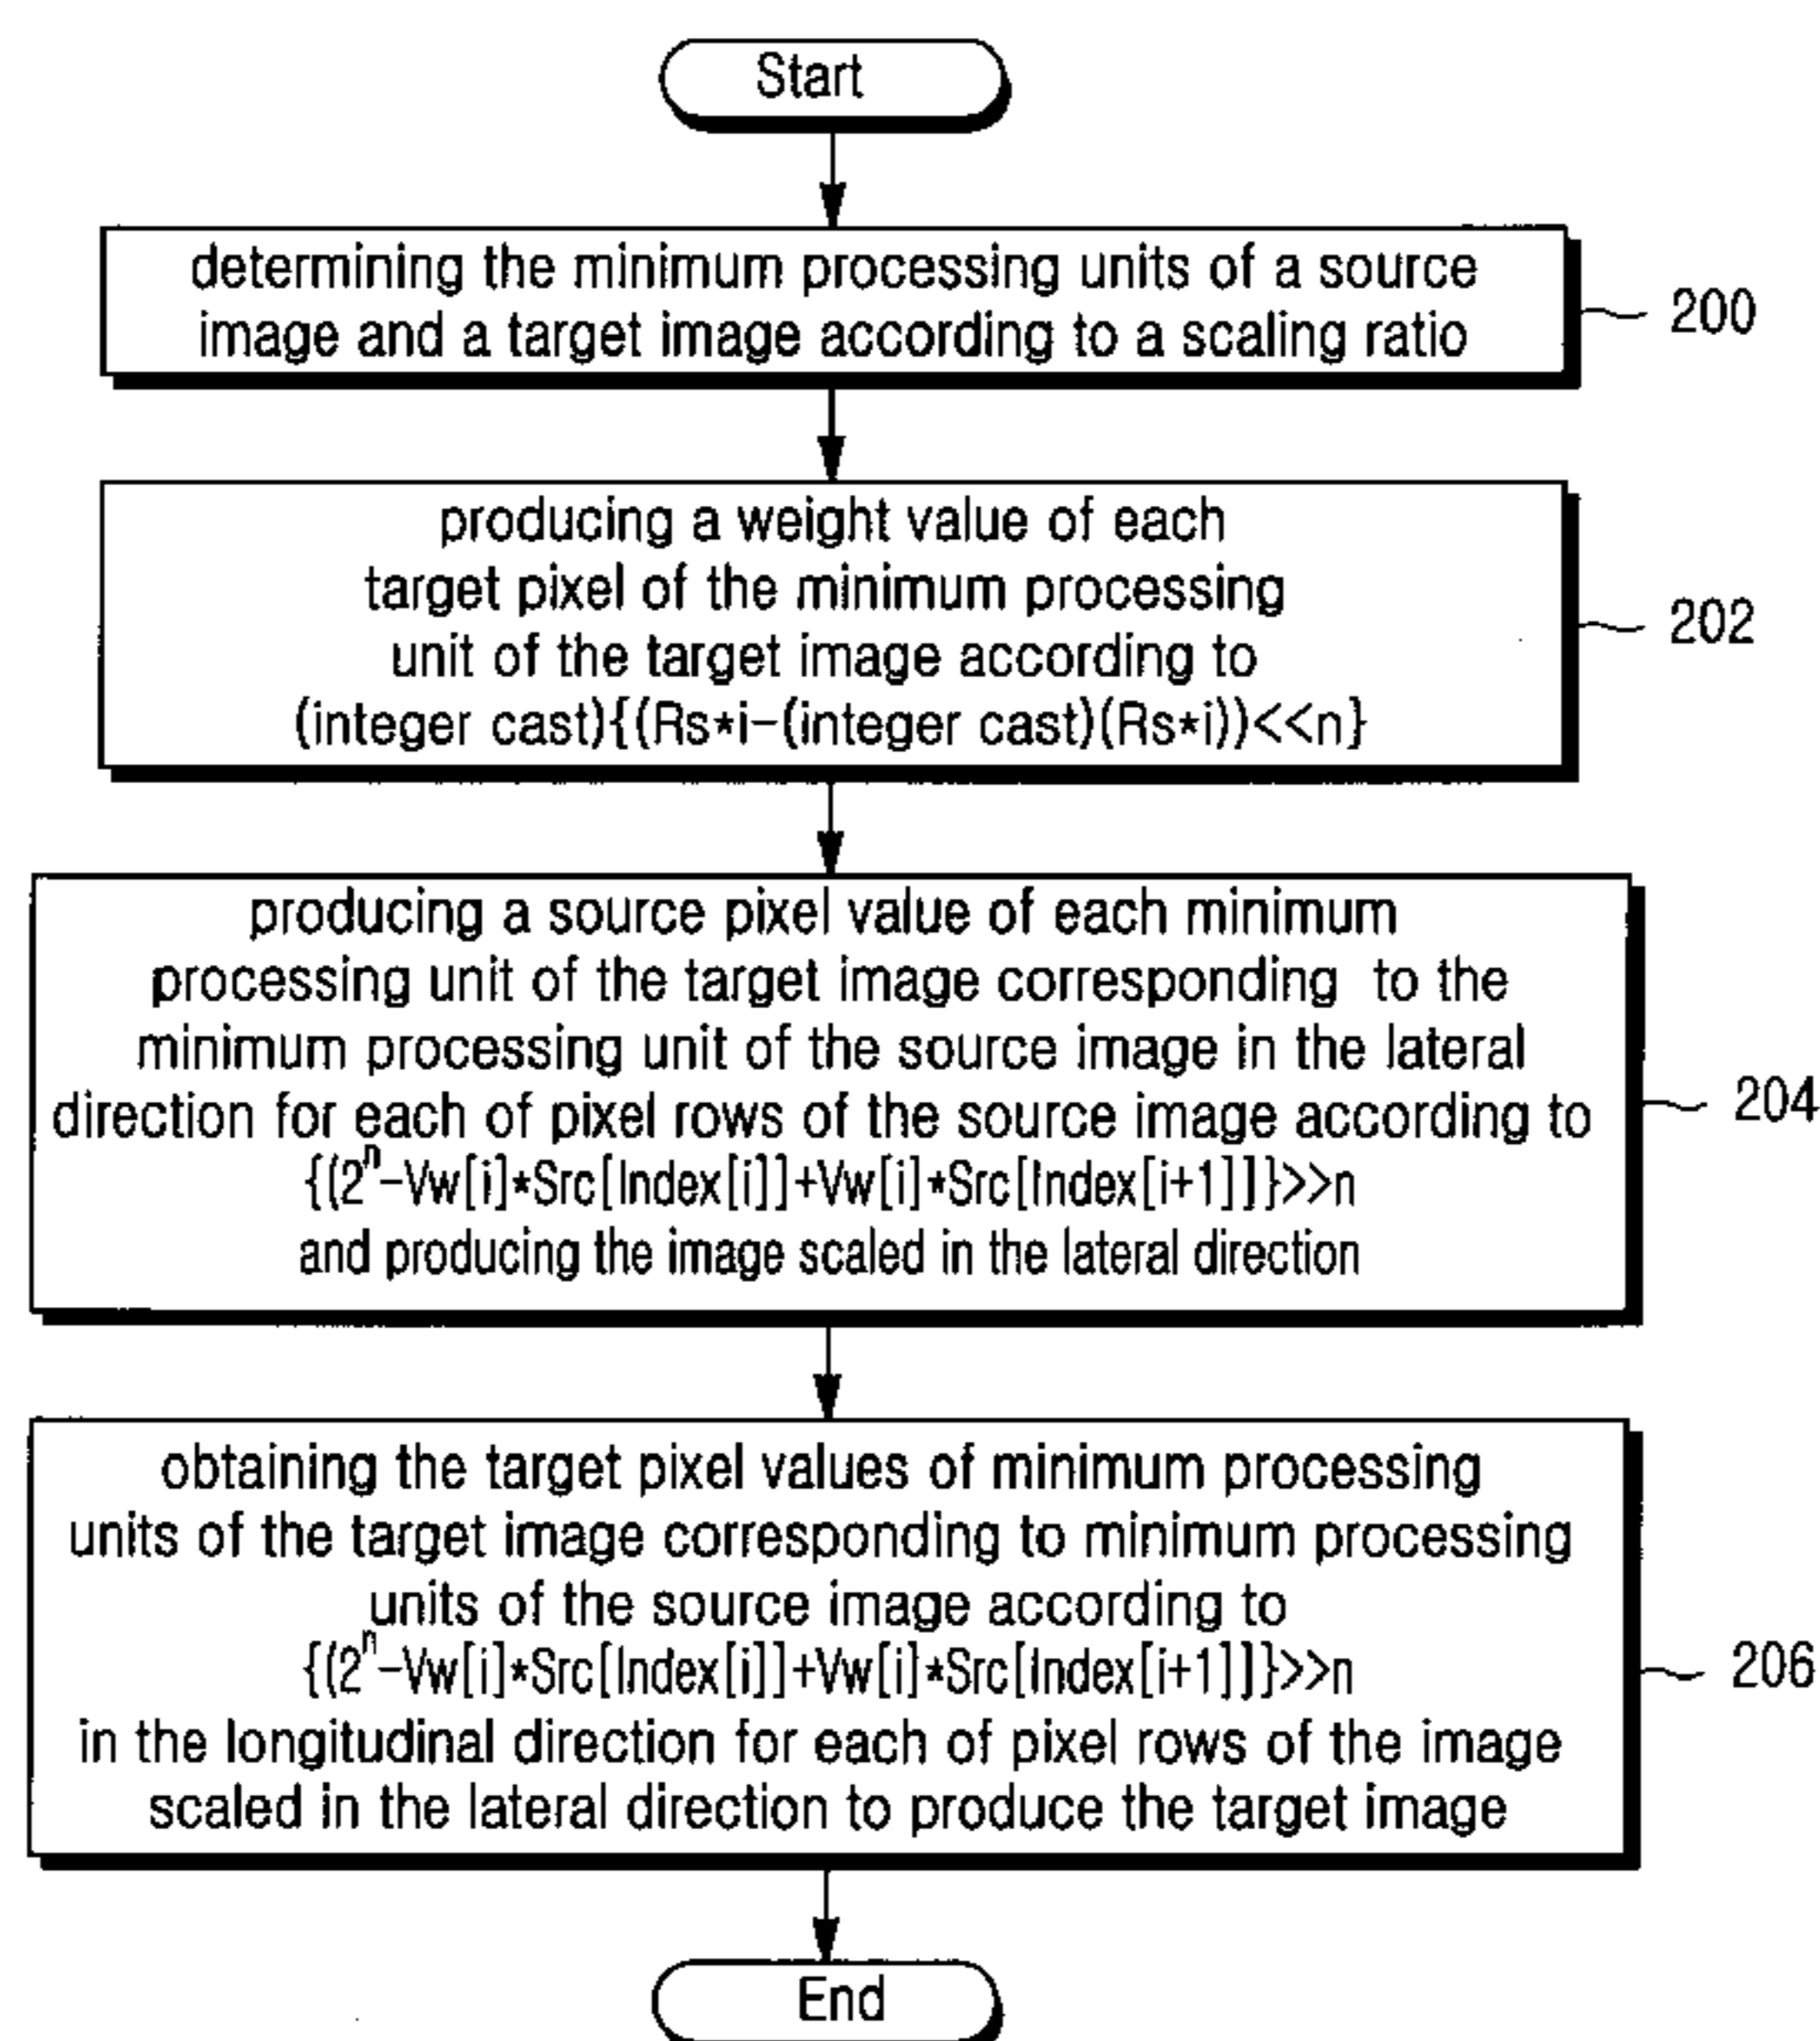 Start
determining the minimum processing units of a source
image and a target image according to a scaling ratio
200
producing a weight value of each
target pixel of the minimum processing
unit of the target image according to
(integer cast){(Rs*i-(integer cast)(Rs*i))<<n}
202
producing a source pixel value of each minimum
processing unit of the target image corresponding to the
minimum processing unit of the source image in the lateral
direction for each of pixel rows of the source image according to
{(2ⁿ-Vw[i]*Src[Index[i]]+Vw[i]*Src[Index[i+1]]}>>n
and producing the image scaled in the lateral direction
204
obtaining the target pixel values of minimum processing
units of the target image corresponding to minimum processing
units of the source image according to
{(2ⁿ-Vw[i]*Src[Index[i]]+Vw[i]*Src[Index[i+1]]}>>n
in the longitudinal direction for each of pixel rows of the image
scaled in the lateral direction to produce the target image
206
End